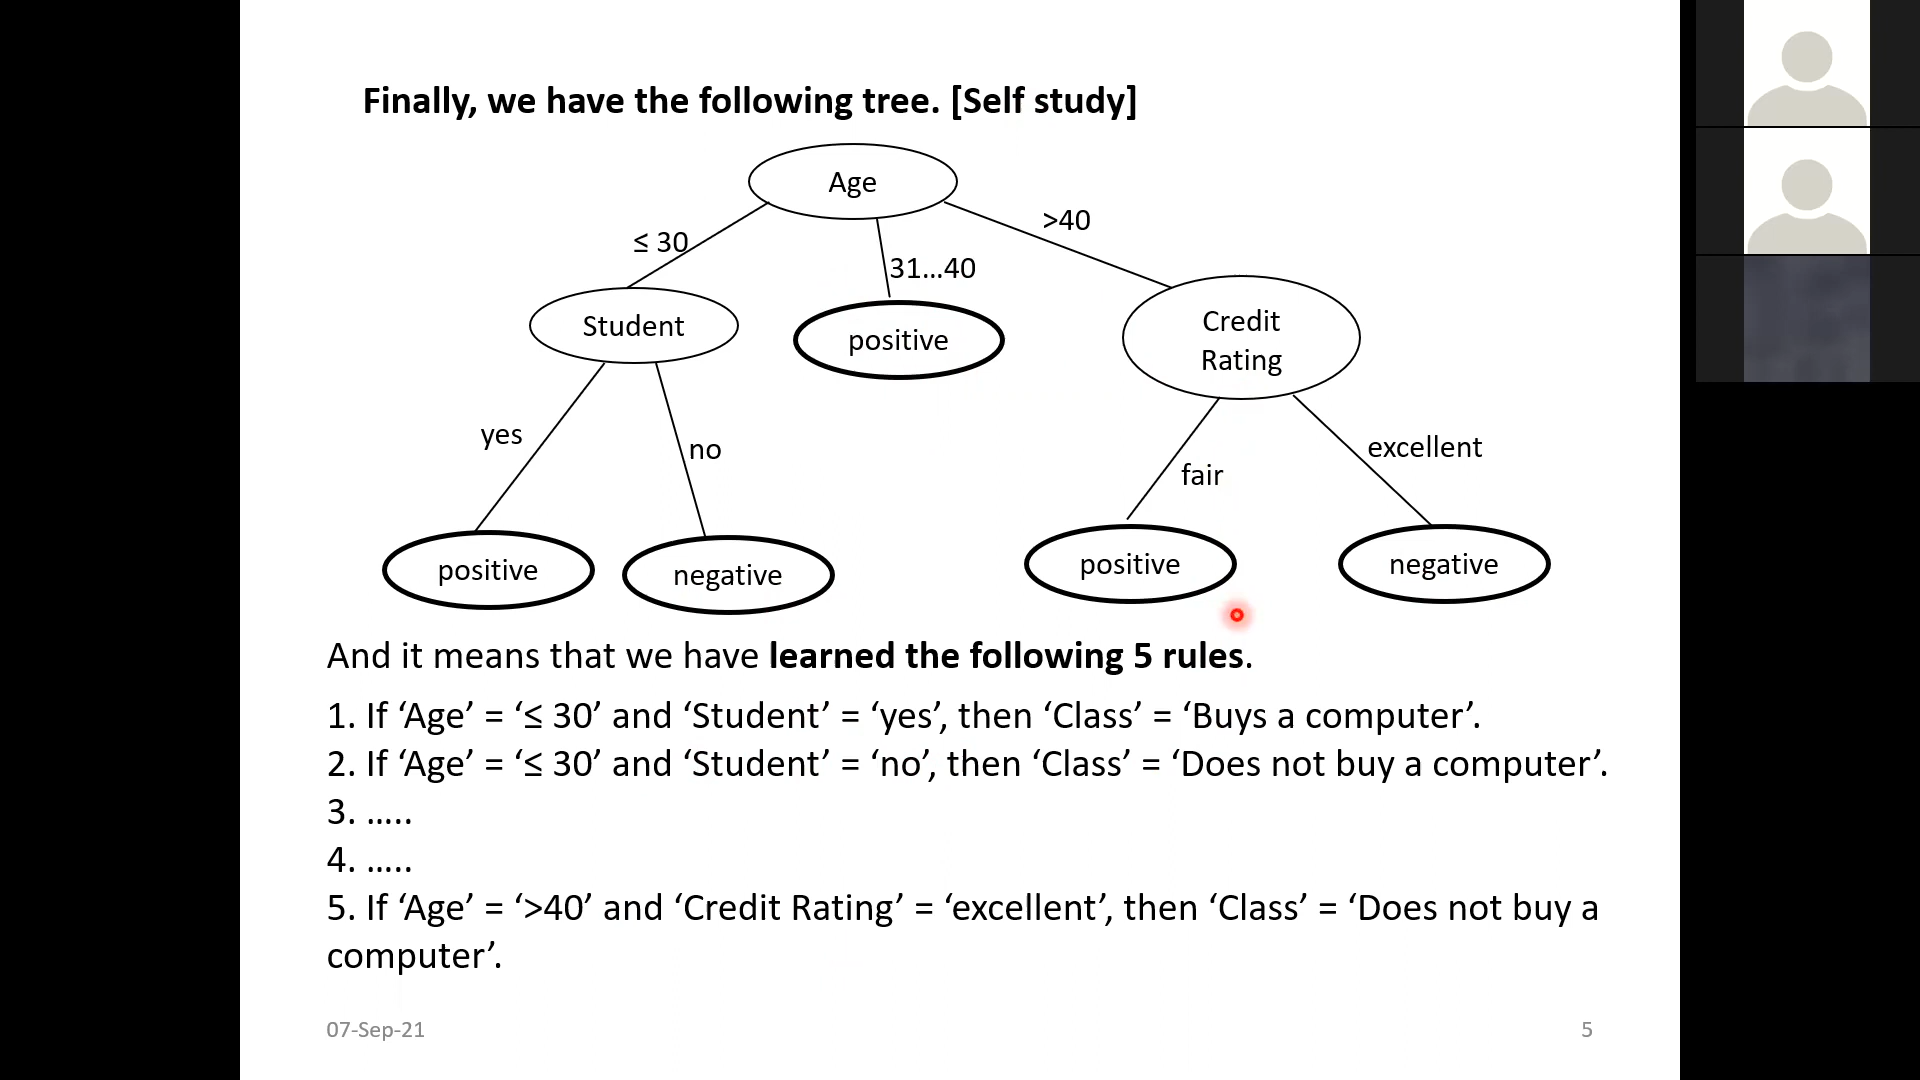 Finally, we have the following tree. [Self study]
Age
≤ 30
31...40
>40
Student
positive
Credit
Rating
yes
no
fair
excellent
positive
negative
positive
negative
And it means that we have learned the following 5 rules.
1. If ‘Age’ = ‘≤ 30’ and ‘Student’ = ‘yes’, then ‘Class’ = ‘Buys a computer’.
2. If ‘Age’ = ‘≤ 30’ and ‘Student’ = ‘no’, then ‘Class’ = ‘Does not buy a computer’.
3. .....
4. .....
5. If ‘Age’ = ‘>40’ and ‘Credit Rating’ = ‘excellent’, then ‘Class’ = ‘Does not buy a
computer’.
07-Sep-21
5